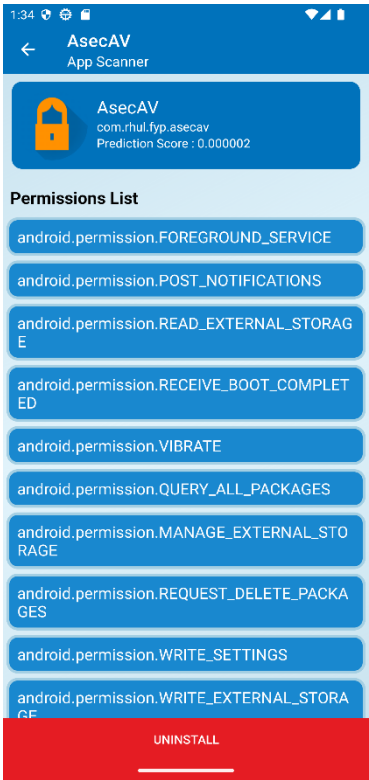 1:34
AsecAV
App Scanner
AsecAV
com.rhul.fyp.asecav
Prediction Score : 0.000002
Permissions List
android.permission.FOREGROUND_SERVICE
android.permission.POST_NOTIFICATIONS
android.permission.READ_EXTERNAL_STORAG
E
android.permission.RECEIVE_BOOT_COMPLET
ED
android.permission.VIBRATE
android.permission.QUERY_ALL_PACKAGES
android.permission.MANAGE_EXTERNAL_STO
RAGE
android.permission.REQUEST_DELETE_PACKA
GES
android.permission.WRITE_SETTINGS
android.permission.WRITE_EXTERNAL_STORA
GE
UNINSTALL